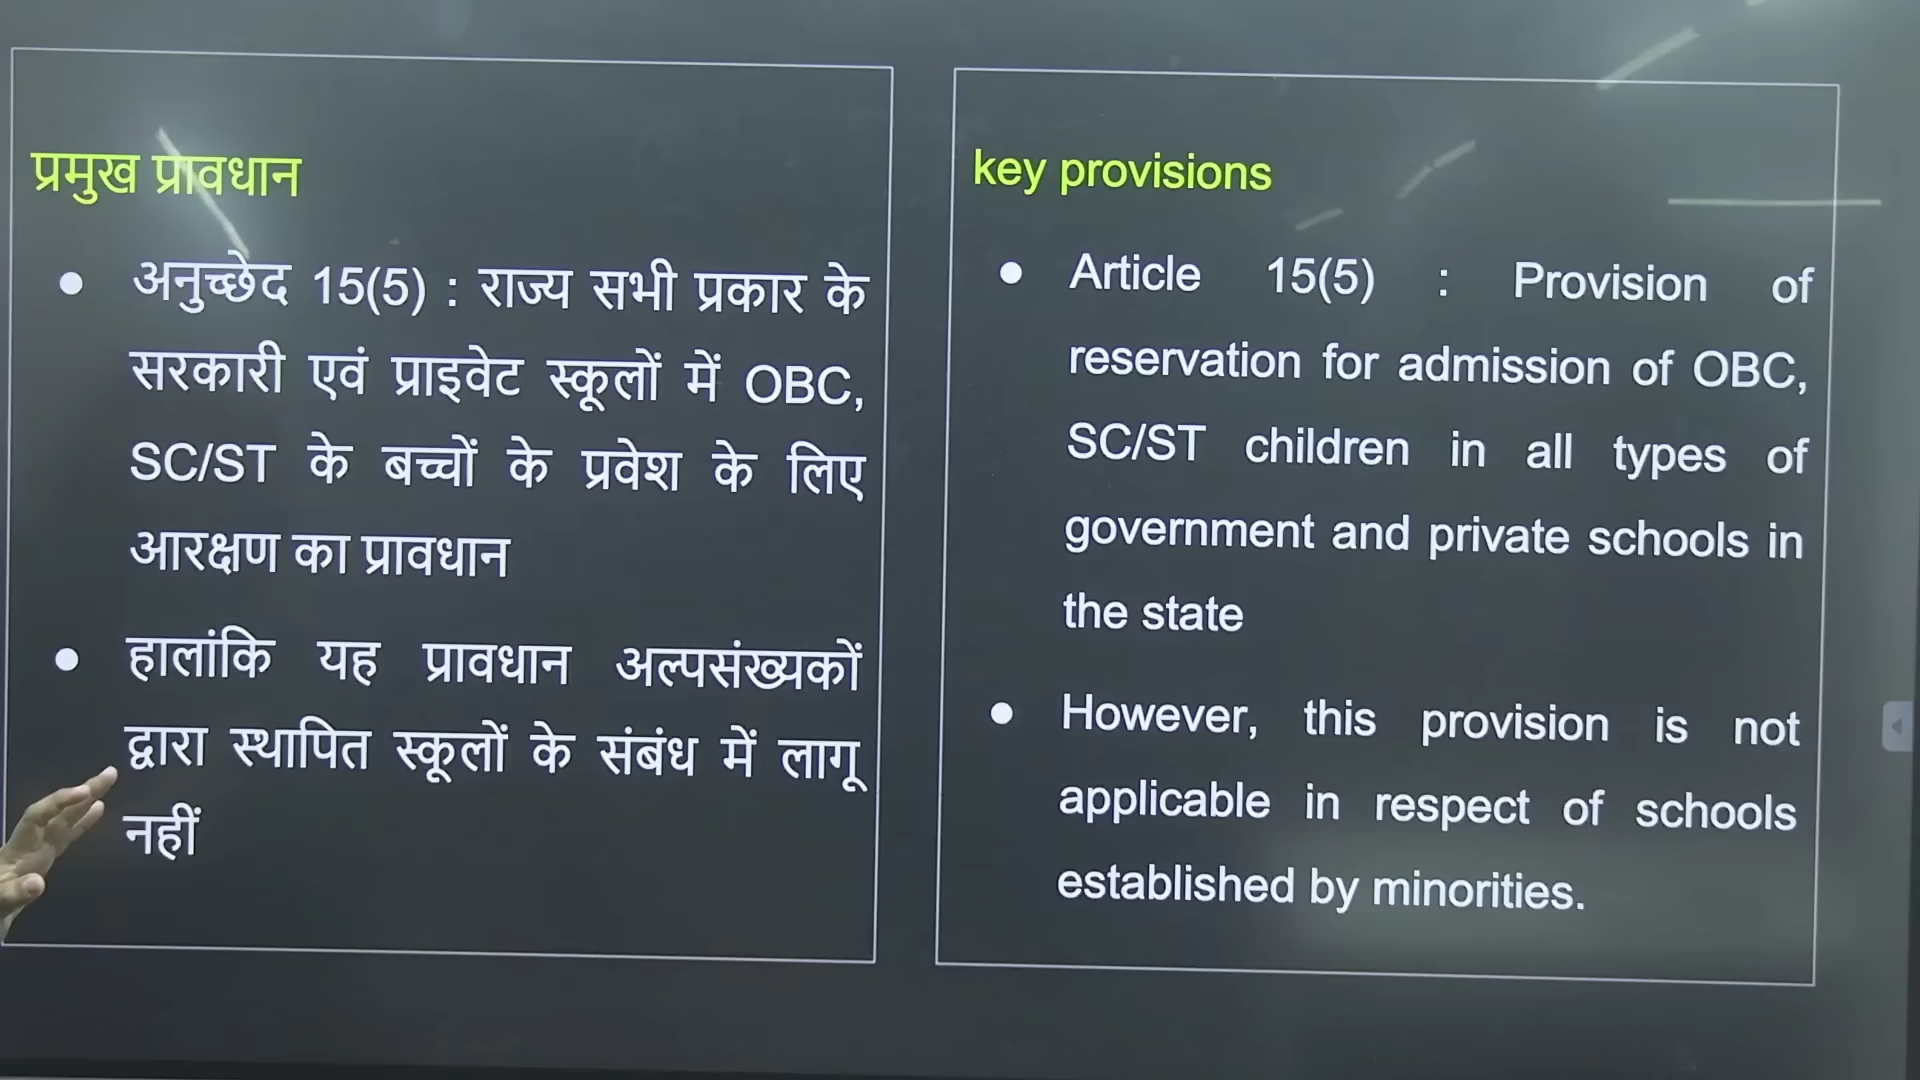 प्रमुख प्रावधान
● अनुच्छेद 15(5) : राज्य सभी प्रकार के
सरकारी एवं प्राइवेट स्कूलों में OBC,
SC/ST के बच्चों के प्रवेश के लिए
आरक्षण का प्रावधान
● हालांकि यह प्रावधान अल्पसंख्यकों
द्वारा स्थापित स्कूलों के संबंध में लागू
नहीं
key provisions
● Article 15(5) : Provision of
reservation for admission of OBC,
SC/ST children in all types of
government and private schools in
the state
● However, this provision is not
applicable in respect of schools
established by minorities.